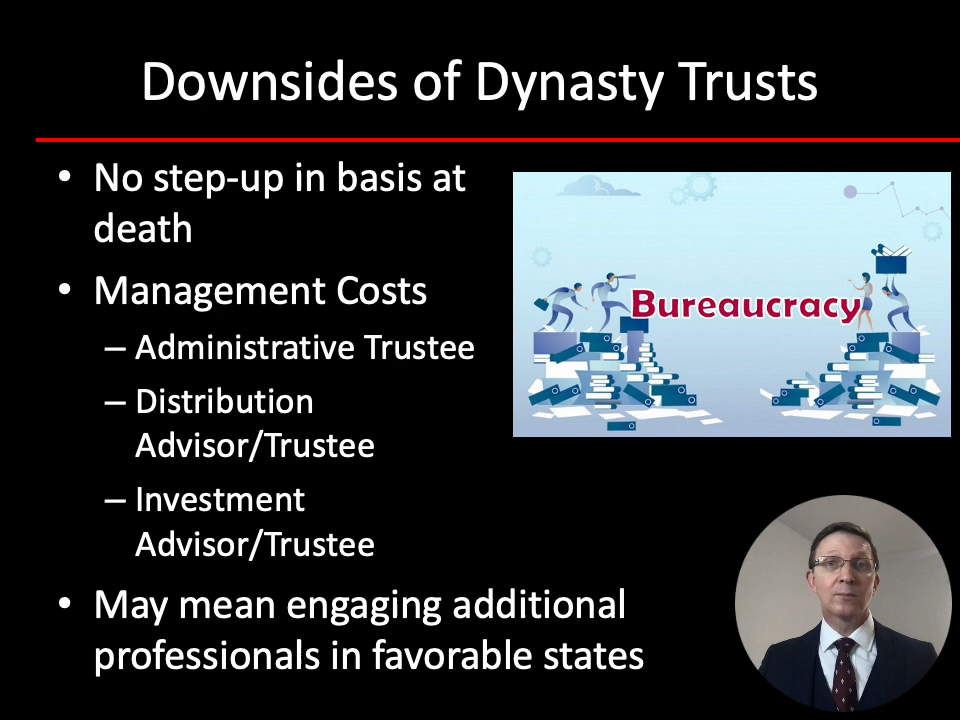 Downsides of Dynasty Trusts
• No step-up in basis at
death
• Management Costs
– Administrative Trustee
– Distribution
Advisor/Trustee
– Investment
Advisor/Trustee
• May mean engaging additional
professionals in favorable states
Bureaucracy